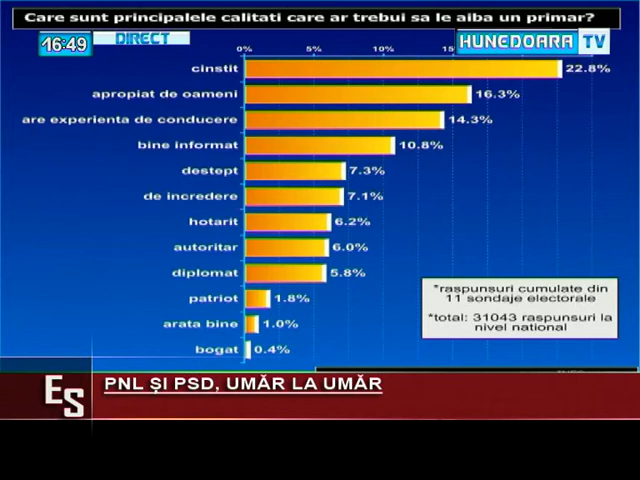 Care sunt principalele calitati care ar trebui sa le aiba un primar?
16:49
DIRECT
HUNEDOARA TV
0% 5% 10%
cinstit 22.8%
apropiat de oameni 16.3%
are experienta de conducere 14.3%
bine informat 10.8%
destept 7.3%
de incredere 7.1%
hotarit 6.2%
autoritar 6.0%
diplomat 5.8%
patriot 1.8%
arata bine 1.0%
bogat 0.4%
*raspunsuri cumulate din
11 sondaje electorale
*total: 31043 raspunsuri la
nivel national
ES
PNL ȘI PSD, UMĂR LA UMĂR